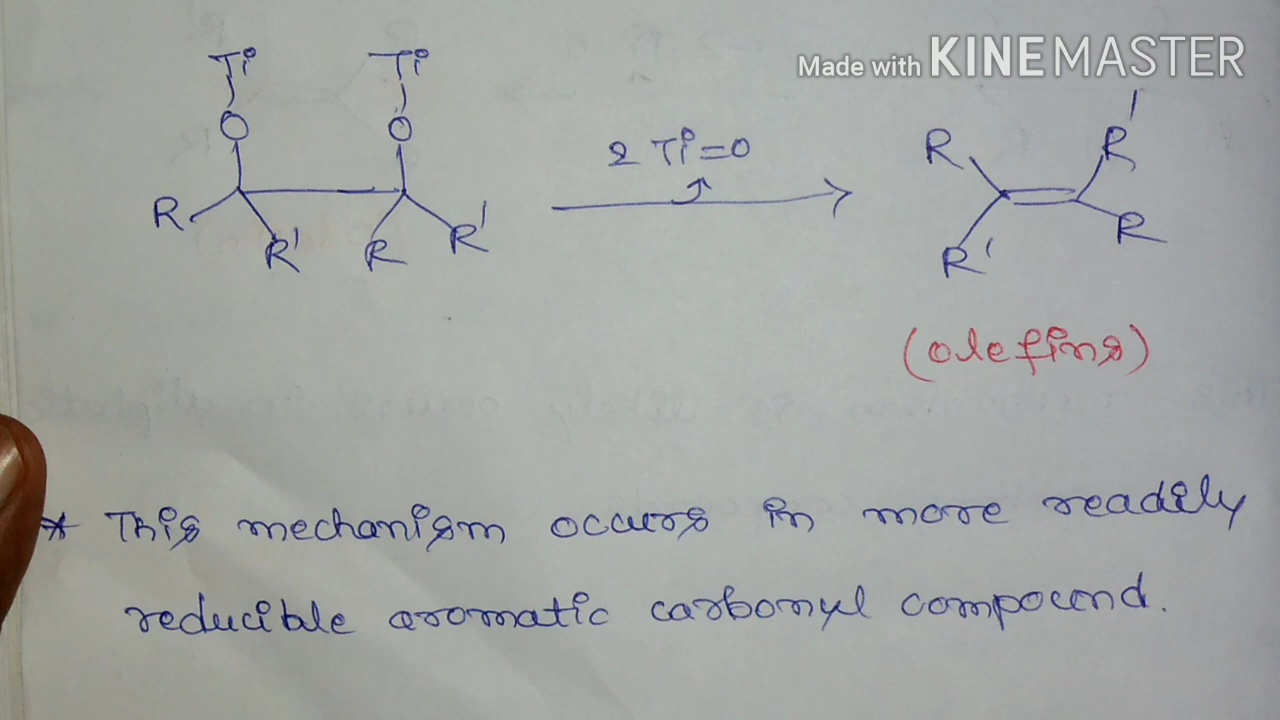 Made with KINEMASTER
Ti Ti
O O
2 Ti=O
R R' R R'
R R'
R' R
(olefins)
* This mechanism occurs in more readily
reducible aromatic carbonyl compound.